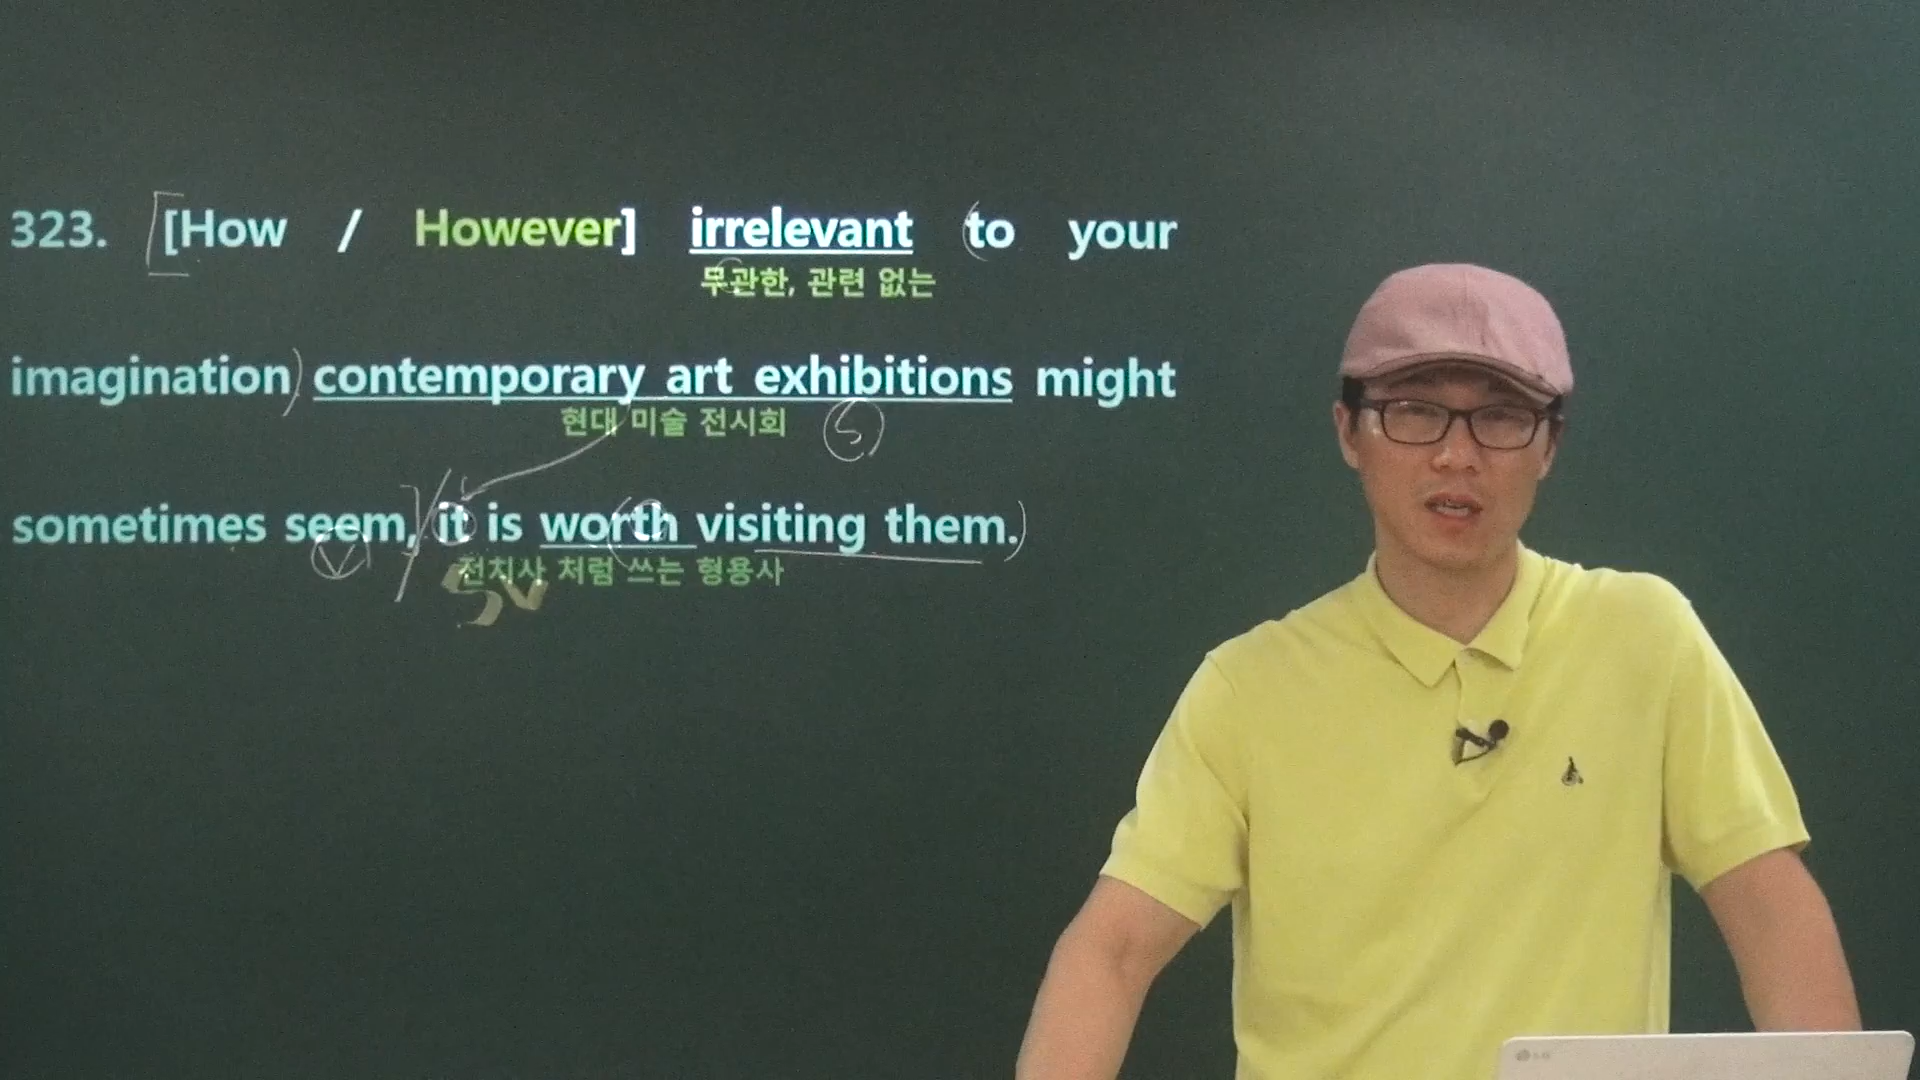 323. [How / However] irrelevant to your
무관한, 관련 없는
imagination contemporary art exhibitions might
현대 미술 전시회
S
sometimes seem, it is worth visiting them.
V
전치사 처럼 쓰는 형용사
SV
LG